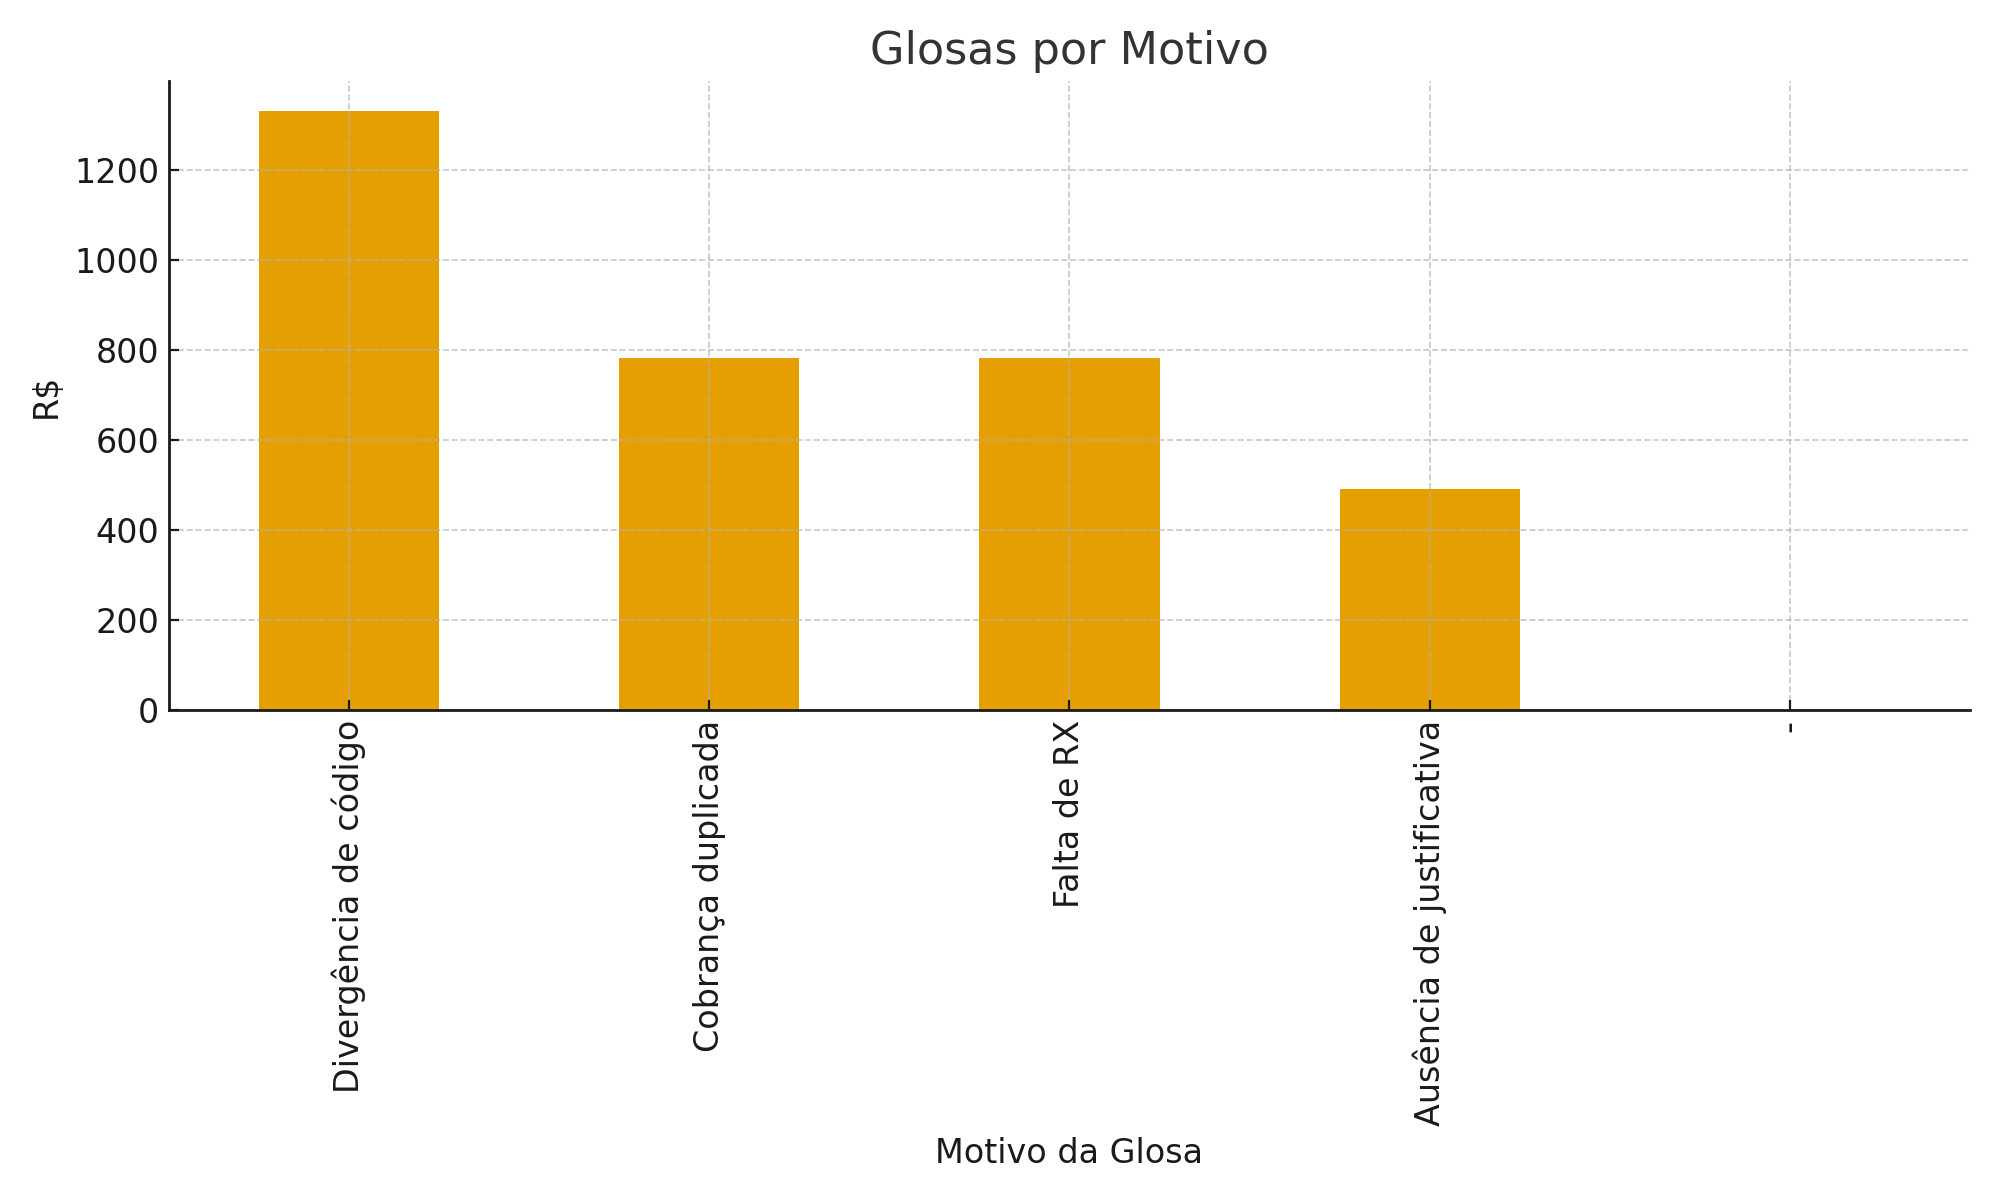 Glosas por Motivo
R$
1200
1000
800
600
400
200
0
Divergência de código
Cobrança duplicada
Falta de RX
Ausência de justificativa
-
Motivo da Glosa